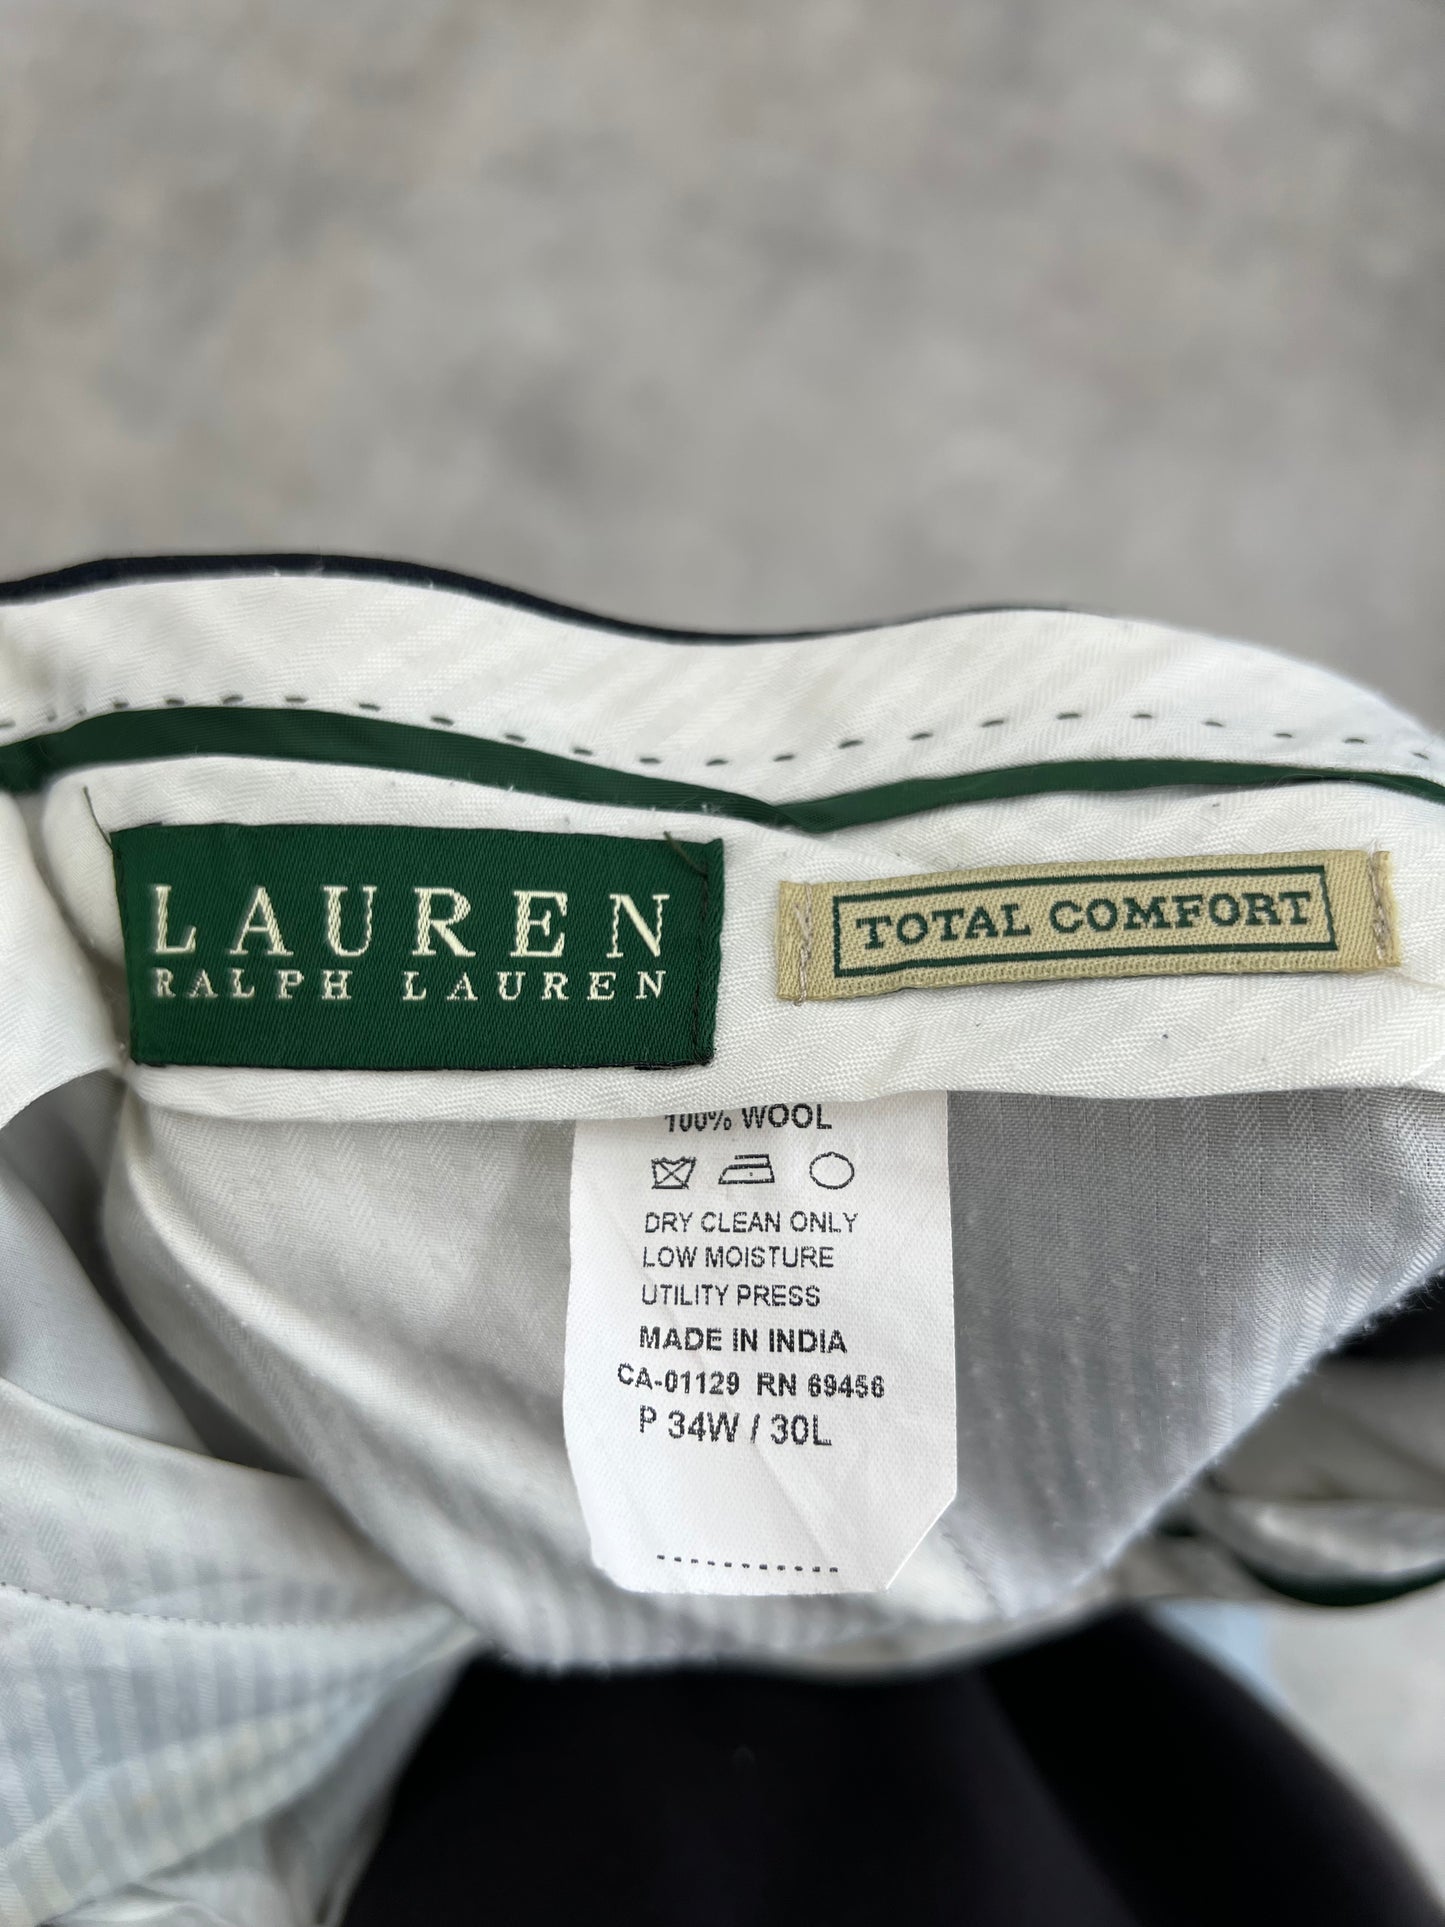 LAUREN
RALPH LAUREN
TOTAL COMFORT
100% WOOL
DRY CLEAN ONLY
LOW MOISTURE
UTILITY PRESS
MADE IN INDIA
CA-01129 RN 69456
P 34W / 30L